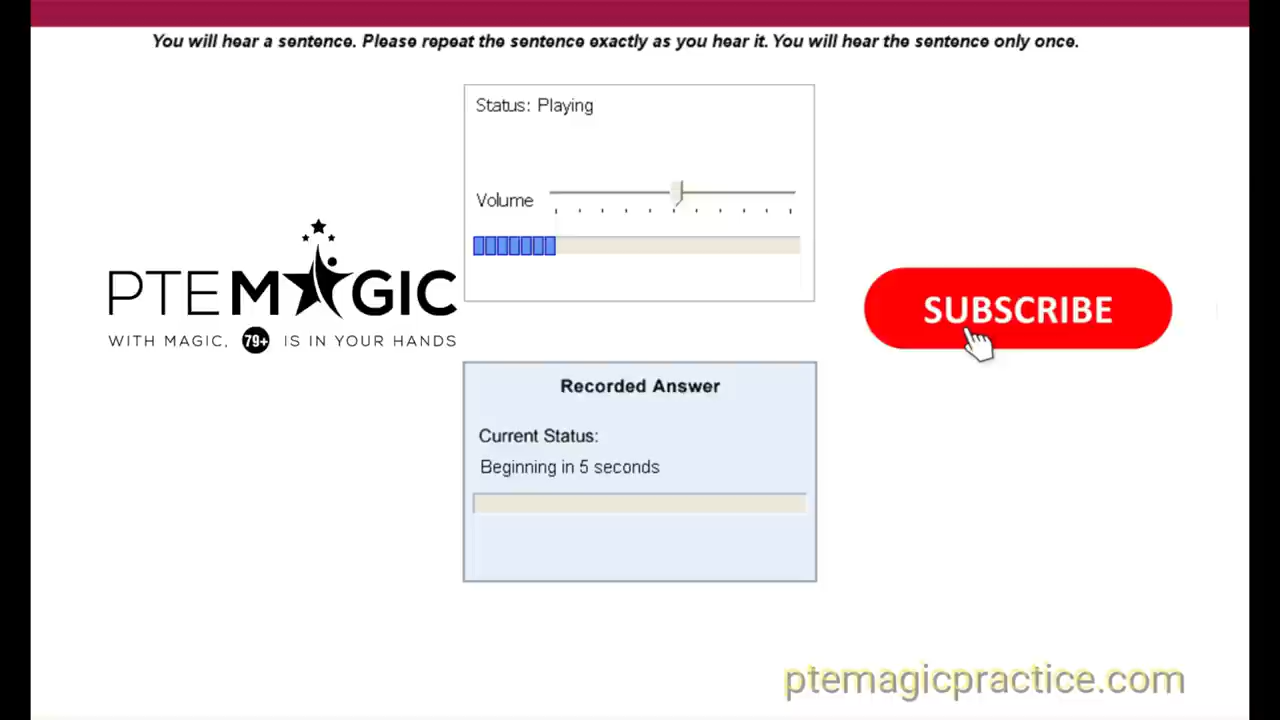 You will hear a sentence. Please repeat the sentence exactly as you hear it. You will hear the sentence only once.
Status: Playing
Volume
PTEMAGIC
WITH MAGIC, 79+ IS IN YOUR HANDS
SUBSCRIBE
Recorded Answer
Current Status:
Beginning in 5 seconds
ptemagicpractice.com